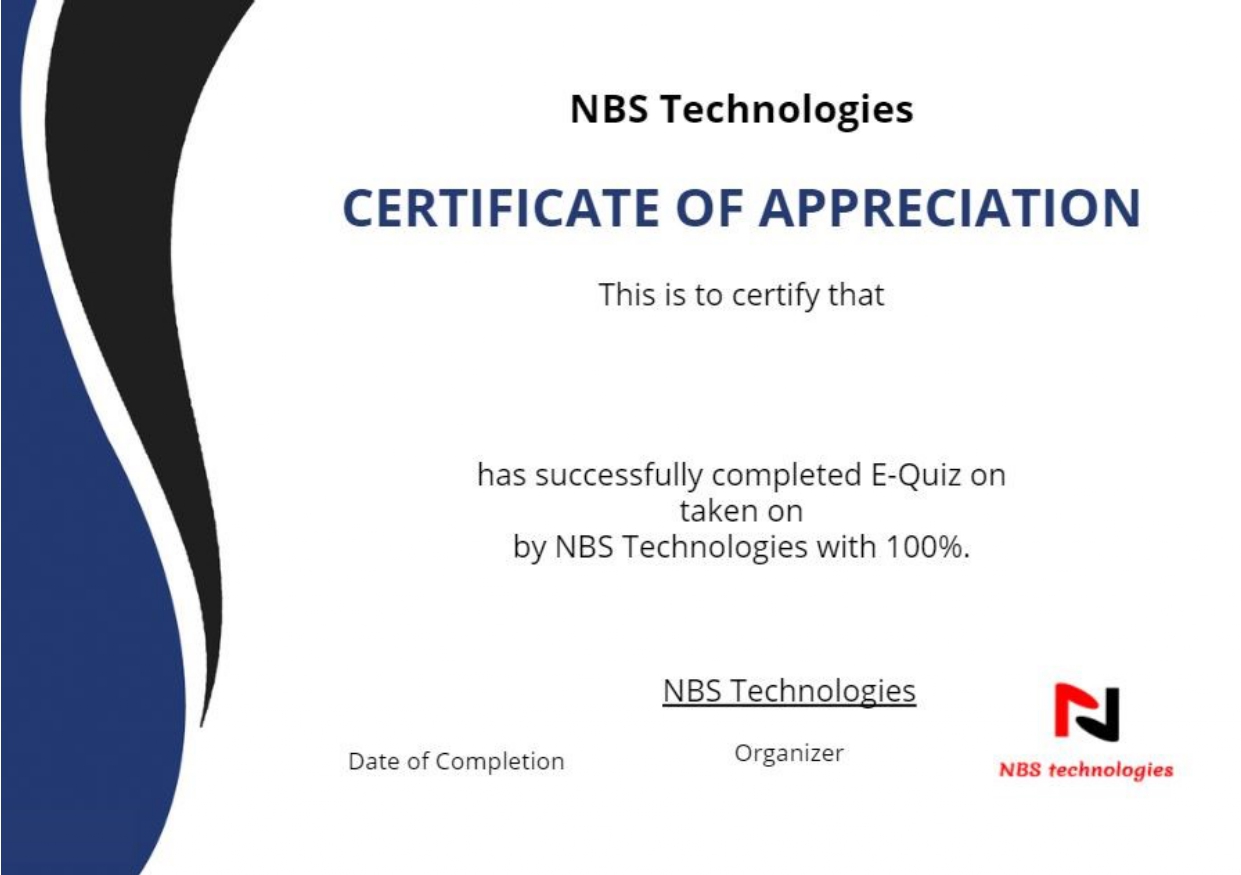 NBS Technologies
CERTIFICATE OF APPRECIATION
This is to certify that
has successfully completed E-Quiz on
taken on
by NBS Technologies with 100%.
NBS Technologies
Date of Completion
Organizer
NBS technologies